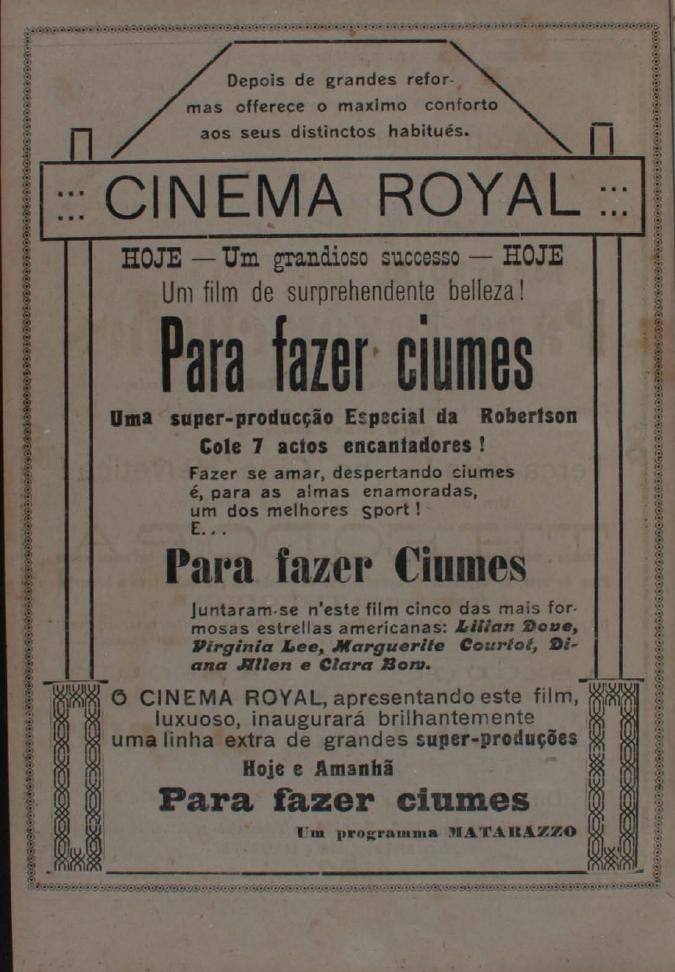 Depois de grandes refor-
mas offerece o maximo conforto
aos seus distinctos habitués.
CINEMA ROYAL
HOJE — Um grandioso successo — HOJE
Um film de surprehendente belleza!
Para fazer ciumes
Uma super-producção Especial da Robertson
Cole 7 actos encantadores!
Fazer se amar, despertando ciumes
é, para as almas enamoradas,
um dos melhores sport!
E...
Para fazer Ciumes
Juntaram-se n'este film cinco das mais for-
mosas estrellas americanas: Lilian Dove,
Virginia Lee, Marguerite Courtot, Di-
ana Allen e Clara Bow.
O CINEMA ROYAL, apresentando este film,
luxuoso, inaugurará brilhantemente
uma linha extra de grandes super-produções
Hoje e Amanhã
Para fazer ciumes
Um programma MATARAZZO